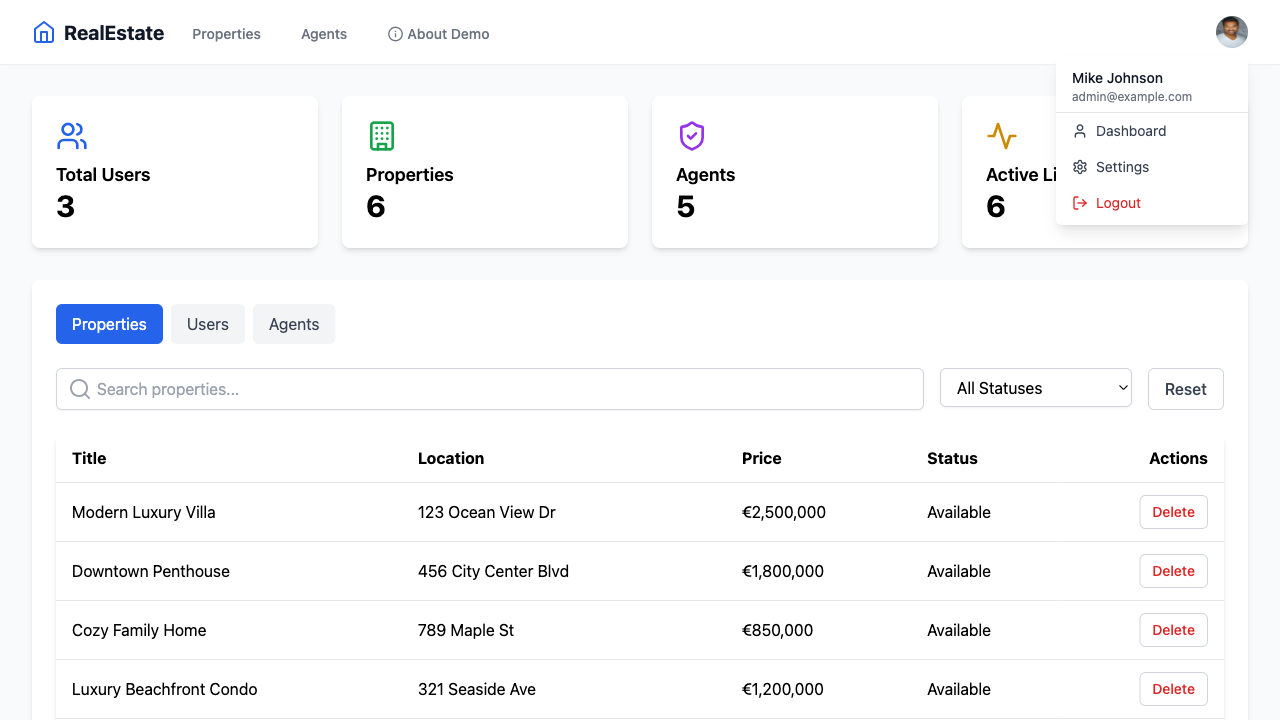 RealEstate Properties Agents About Demo
Mike Johnson
admin@example.com
Dashboard
Settings
Logout
Total Users
3
Properties
6
Agents
5
Active Li
6
Properties Users Agents
Search properties... All Statuses Reset
Title Location Price Status Actions
Modern Luxury Villa 123 Ocean View Dr €2,500,000 Available Delete
Downtown Penthouse 456 City Center Blvd €1,800,000 Available Delete
Cozy Family Home 789 Maple St €850,000 Available Delete
Luxury Beachfront Condo 321 Seaside Ave €1,200,000 Available Delete